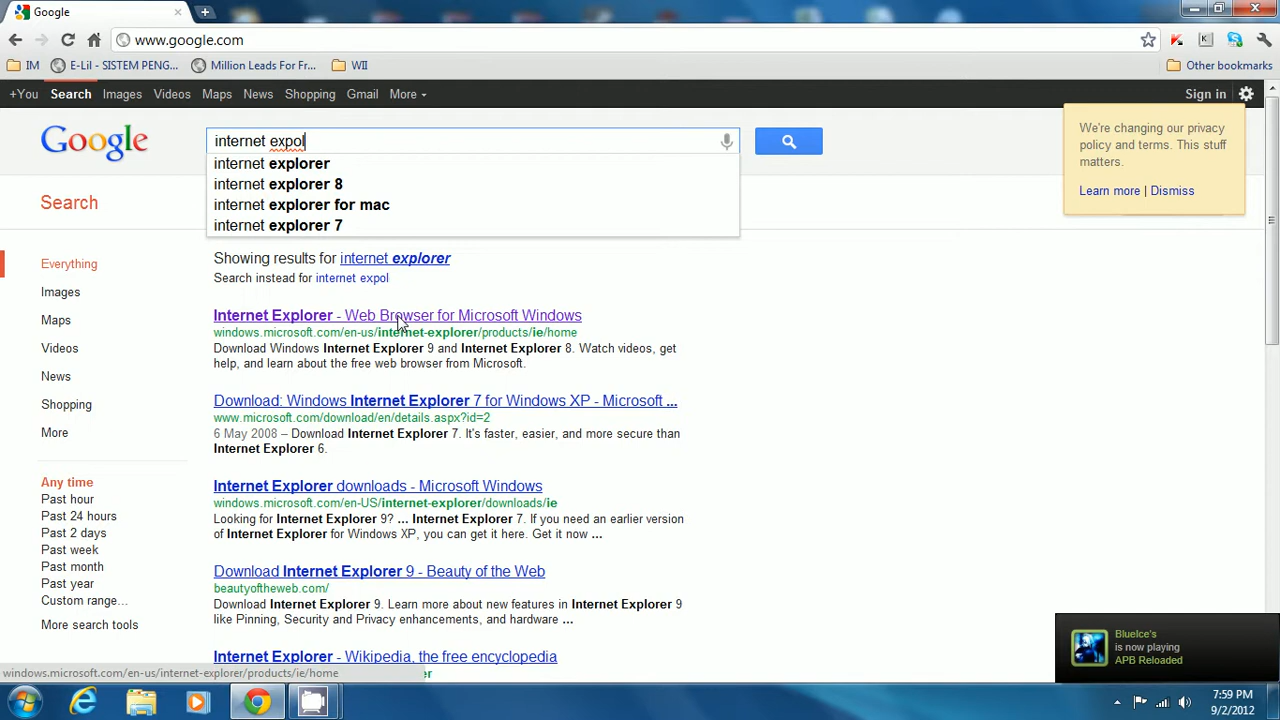 Google
www.google.com
IM
E-Lil - SISTEM PENG...
Million Leads For Fr...
WII
Other bookmarks
+You
Search
Images
Videos
Maps
News
Shopping
Gmail
More
Sign in
Google
internet expol
internet explorer
internet explorer 8
internet explorer for mac
internet explorer 7
We're changing our privacy
policy and terms. This stuff
matters.
Learn more | Dismiss
Search
Everything
Images
Maps
Videos
News
Shopping
More
Any time
Past hour
Past 24 hours
Past 2 days
Past week
Past month
Past year
Custom range...
More search tools
Showing results for internet explorer
Search instead for internet expol
Internet Explorer - Web Browser for Microsoft Windows
windows.microsoft.com/en-us/internet-explorer/products/ie/home
Download Windows Internet Explorer 9 and Internet Explorer 8. Watch videos, get
help, and learn about the free web browser from Microsoft.
Download: Windows Internet Explorer 7 for Windows XP - Microsoft ...
www.microsoft.com/download/en/details.aspx?id=2
6 May 2008 – Download Internet Explorer 7. It's faster, easier, and more secure than
Internet Explorer 6.
Internet Explorer downloads - Microsoft Windows
windows.microsoft.com/en-US/internet-explorer/downloads/ie
Looking for Internet Explorer 9? ... Internet Explorer 7. If you need an earlier version
of Internet Explorer for Windows XP, you can get it here. Get it now ...
Download Internet Explorer 9 - Beauty of the Web
beautyoftheweb.com/
Download Internet Explorer 9. Learn more about new features in Internet Explorer 9
like Pinning, Security and Privacy enhancements, and hardware ...
Internet Explorer - Wikipedia, the free encyclopedia
windows.microsoft.com/en-us/internet-explorer/products/ie/home
BlueIce's
is now playing
APB Reloaded
7:59 PM
9/2/2012